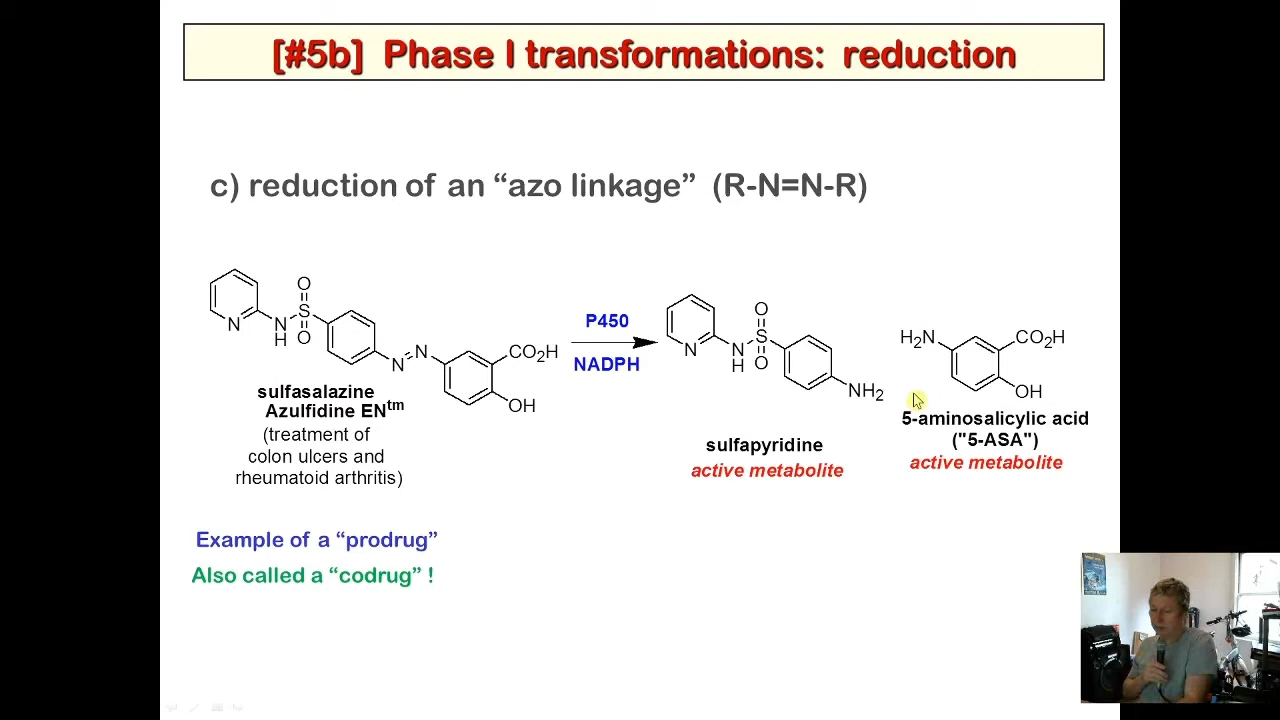 [#5b] Phase I transformations: reduction
c) reduction of an “azo linkage” (R-N=N-R)
N
N
H
S
O
O
N
N
CO2H
OH
sulfasalazine
Azulfidine ENtm
(treatment of
colon ulcers and
rheumatoid arthritis)
P450
NADPH
N
N
H
S
O
O
NH2
sulfapyridine
active metabolite
H2N
CO2H
OH
5-aminosalicylic acid
("5-ASA")
active metabolite
Example of a “prodrug”
Also called a “codrug” !